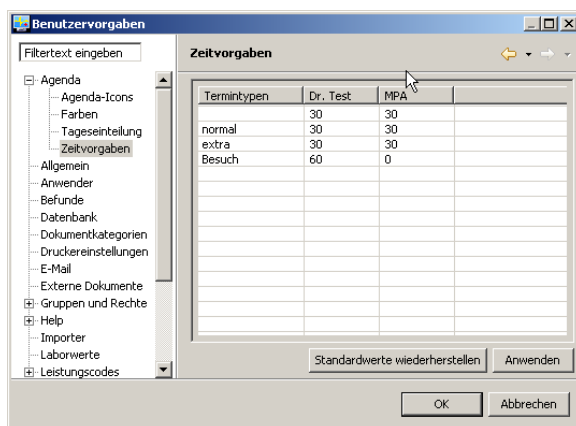 Benutzervorgaben
Filtertext eingeben
Zeitvorgaben
Agenda
Agenda-Icons
Farben
Tageseinteilung
Zeitvorgaben
Allgemein
Anwender
Befunde
Datenbank
Dokumentkategorien
Druckereinstellungen
E-Mail
Externe Dokumente
Gruppen und Rechte
Help
Importer
Laborwerte
Leistungscodes
Termintypen Dr. Test MPA
30 30
normal 30 30
extra 30 30
Besuch 60 0
Standardwerte wiederherstellen Anwenden
OK Abbrechen